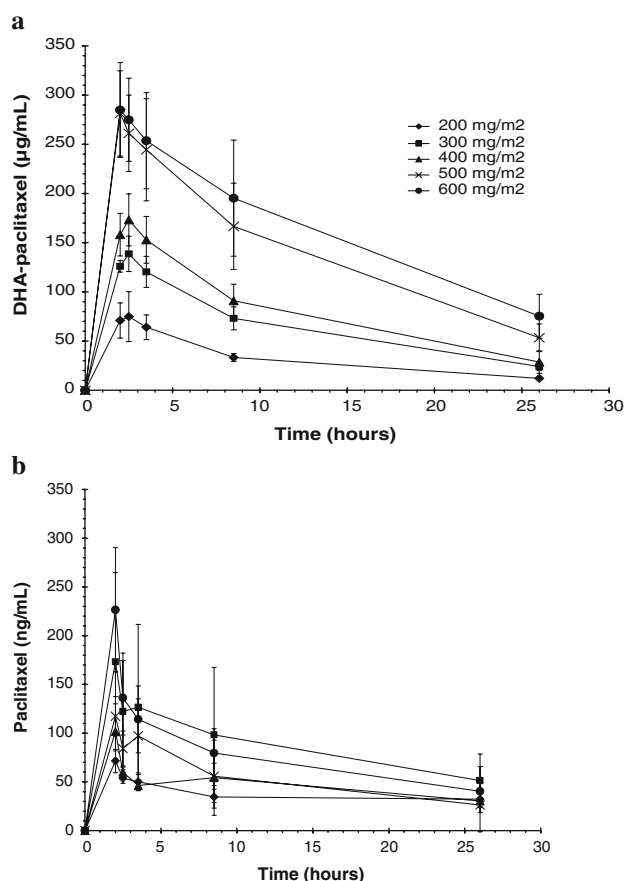 a
350
300
250
200
150
100
50
0
DHA-paclitaxel (µg/mL)
200 mg/m2
300 mg/m2
400 mg/m2
500 mg/m2
600 mg/m2
0 5 10 15 20 25 30
Time (hours)
b
350
300
250
200
150
100
50
0
Paclitaxel (ng/mL)
0 5 10 15 20 25 30
Time (hours)